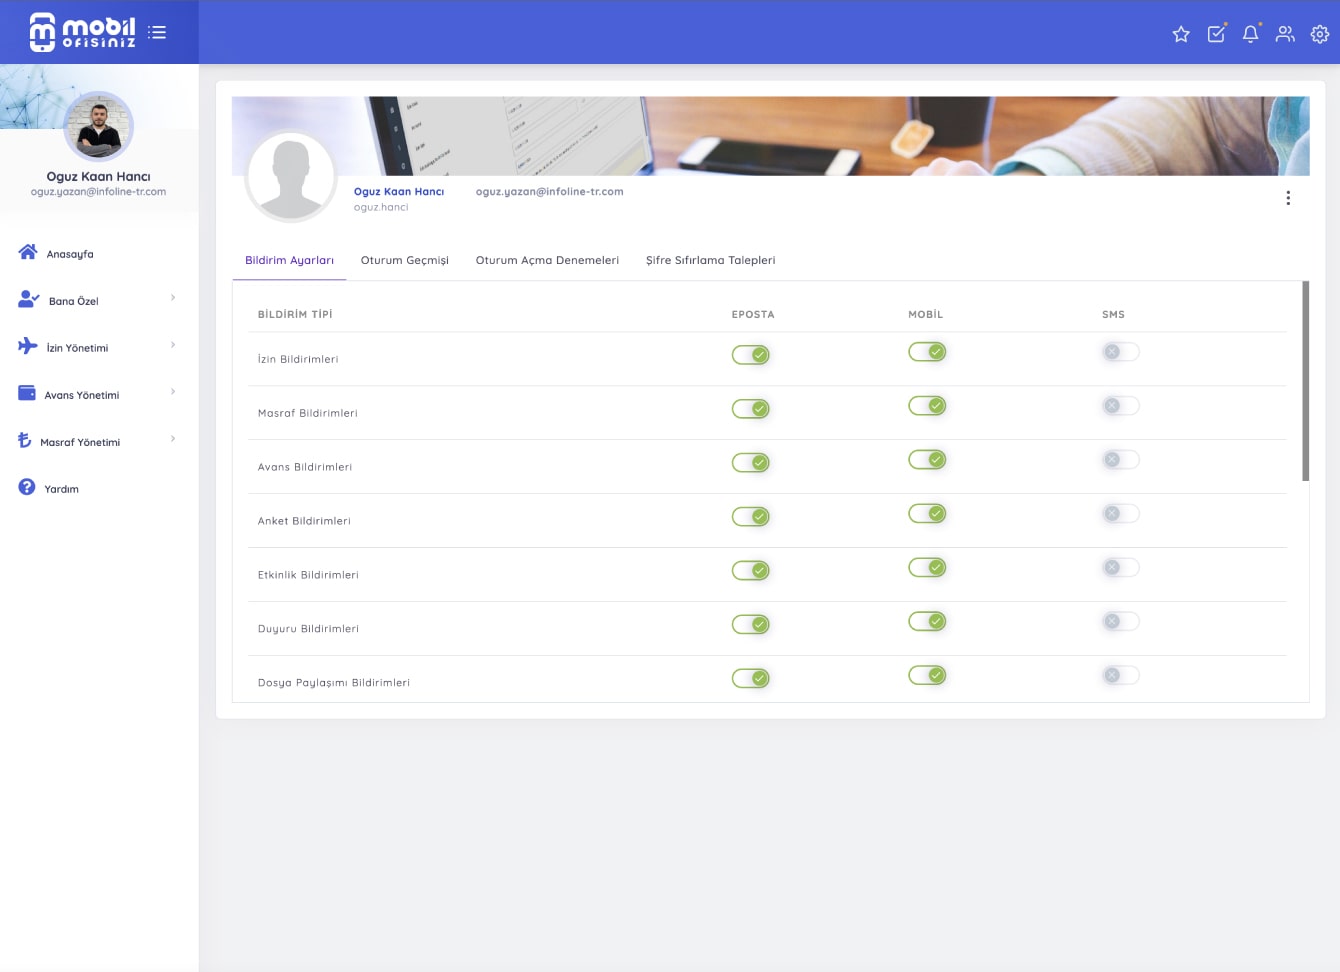 mobil
OFİSİNİZ
Oguz Kaan Hancı
oguz.yazan@infoline-tr.com
Anasayfa
Bana Özel
İzin Yönetimi
Avans Yönetimi
Masraf Yönetimi
Yardım
Oguz Kaan Hancı oguz.yazan@infoline-tr.com
oguz.hanci
Bildirim Ayarları Oturum Geçmişi Oturum Açma Denemeleri Şifre Sıfırlama Talepleri
BİLDİRİM TİPİ EPOSTA MOBİL SMS
İzin Bildirimleri
Masraf Bildirimleri
Avans Bildirimleri
Anket Bildirimleri
Etkinlik Bildirimleri
Duyuru Bildirimleri
Dosya Paylaşımı Bildirimleri